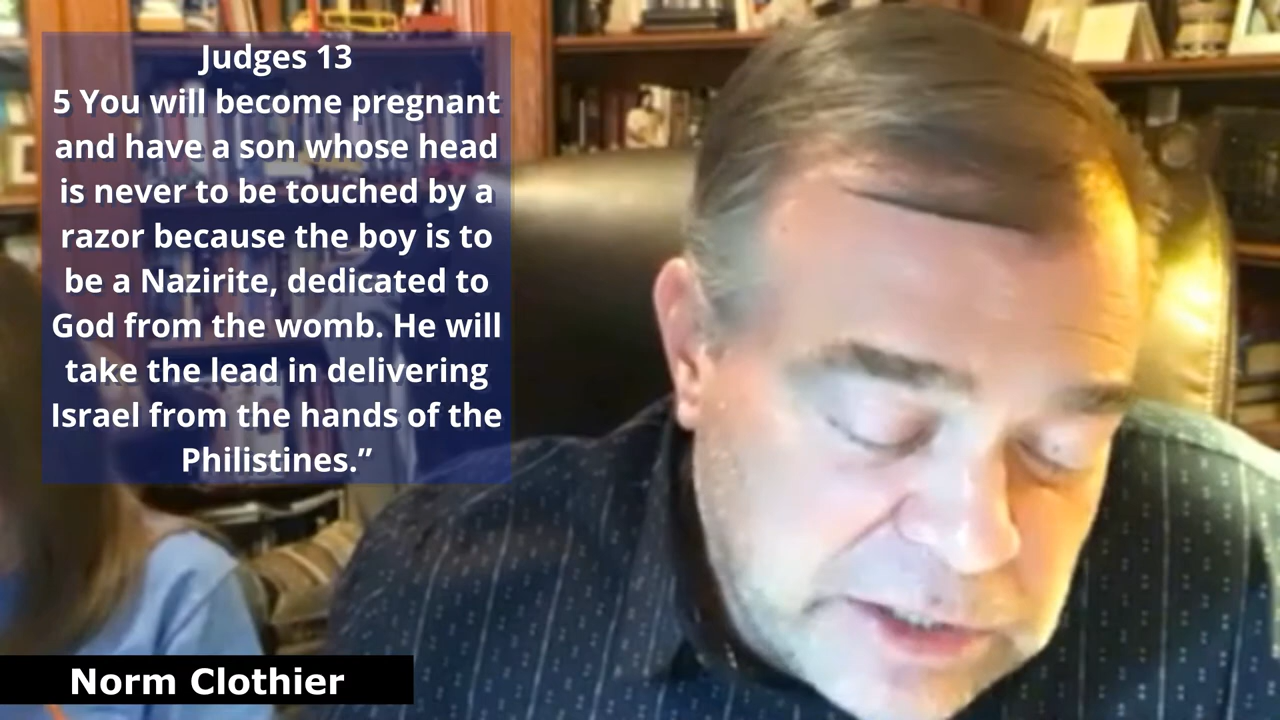 Judges 13
5 You will become pregnant
and have a son whose head
is never to be touched by a
razor because the boy is to
be a Nazirite, dedicated to
God from the womb. He will
take the lead in delivering
Israel from the hands of the
Philistines.”
Norm Clothier